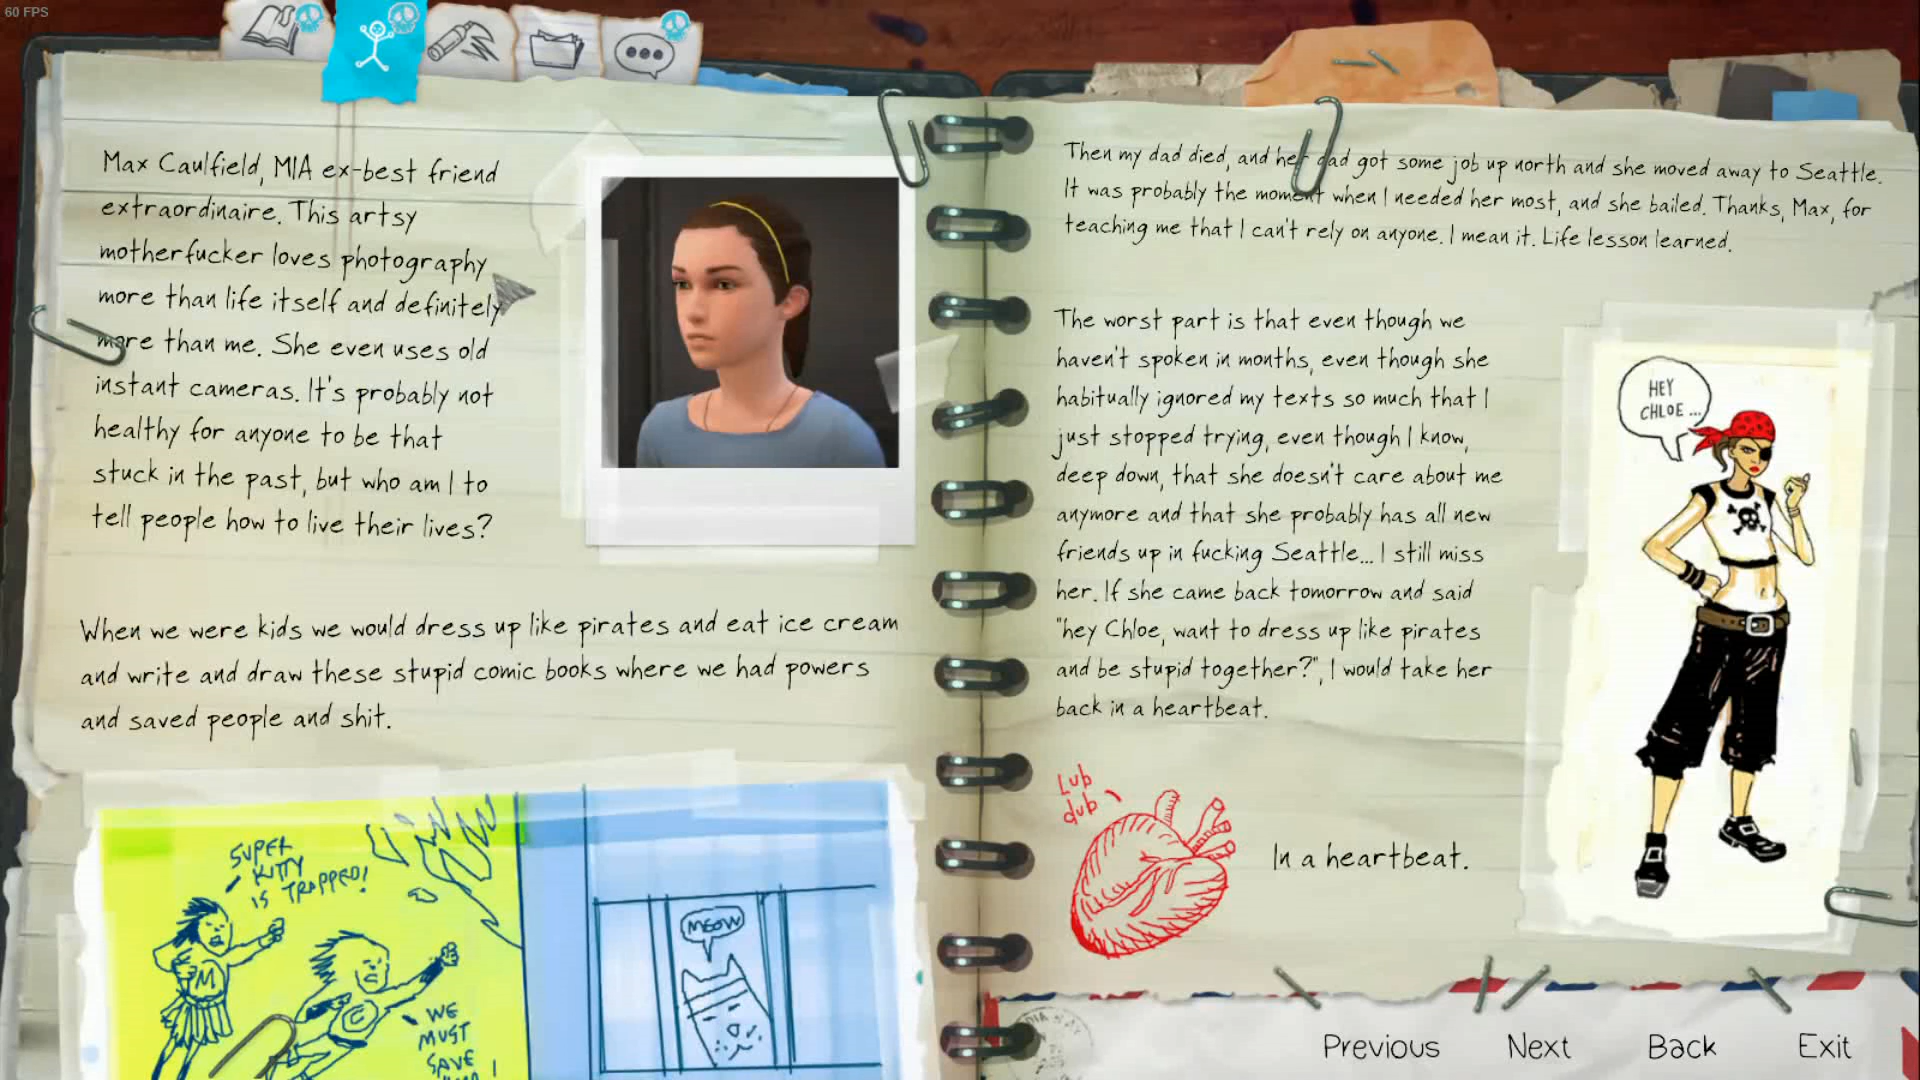 60 FPS
Max Caulfield, MIA ex-best friend
extraordinaire. This artsy
motherfucker loves photography
more than life itself and definitely
more than me. She even uses old
instant cameras. It's probably not
healthy for anyone to be that
stuck in the past, but who am I to
tell people how to live their lives?
When we were kids we would dress up like pirates and eat ice cream
and write and draw these stupid comic books where we had powers
and saved people and shit.
SUPER
KITTY
IS TRAPPED!
M
C
WE
MUST
SAVE
MEOW
Then my dad died, and her dad got some job up north and she moved away to Seattle.
It was probably the moment when I needed her most, and she bailed. Thanks, Max, for
teaching me that I can't rely on anyone. I mean it. Life lesson learned.
The worst part is that even though we
haven't spoken in months, even though she
habitually ignored my texts so much that I
just stopped trying, even though I know,
deep down, that she doesn't care about me
anymore and that she probably has all new
friends up in fucking Seattle... I still miss
her. If she came back tomorrow and said
"hey Chloe, want to dress up like pirates
and be stupid together?", I would take her
back in a heartbeat.
HEY
CHLOE...
Lub
dub
In a heartbeat.
Previous Next Back Exit